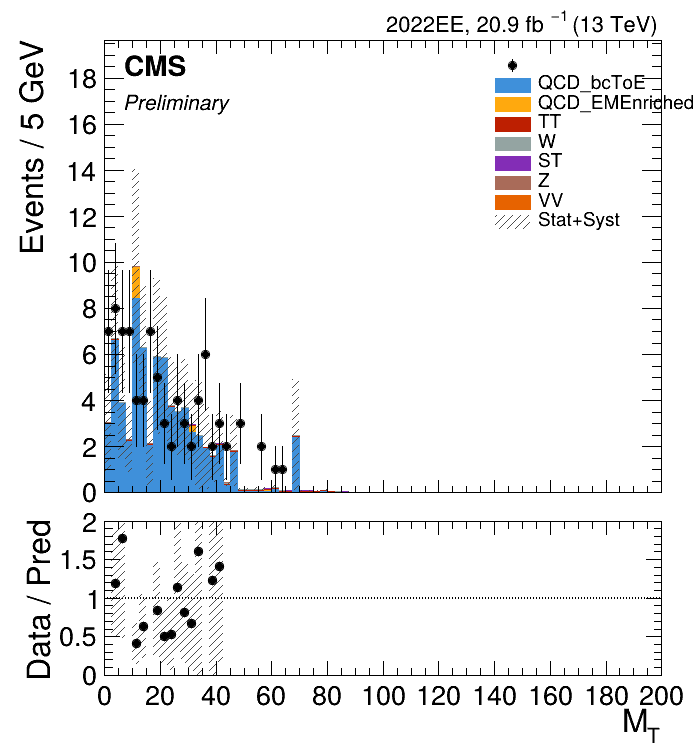 2022EE, 20.9 fb⁻¹ (13 TeV)
Events / 5 GeV
CMS
Preliminary
QCD_bcToE
QCD_EMEnriched
TT
W
ST
Z
VV
Stat+Syst
18
16
14
12
10
8
6
4
2
0
Data / Pred
2
1.5
1
0.5
0
0 20 40 60 80 100 120 140 160 180 200
M_T